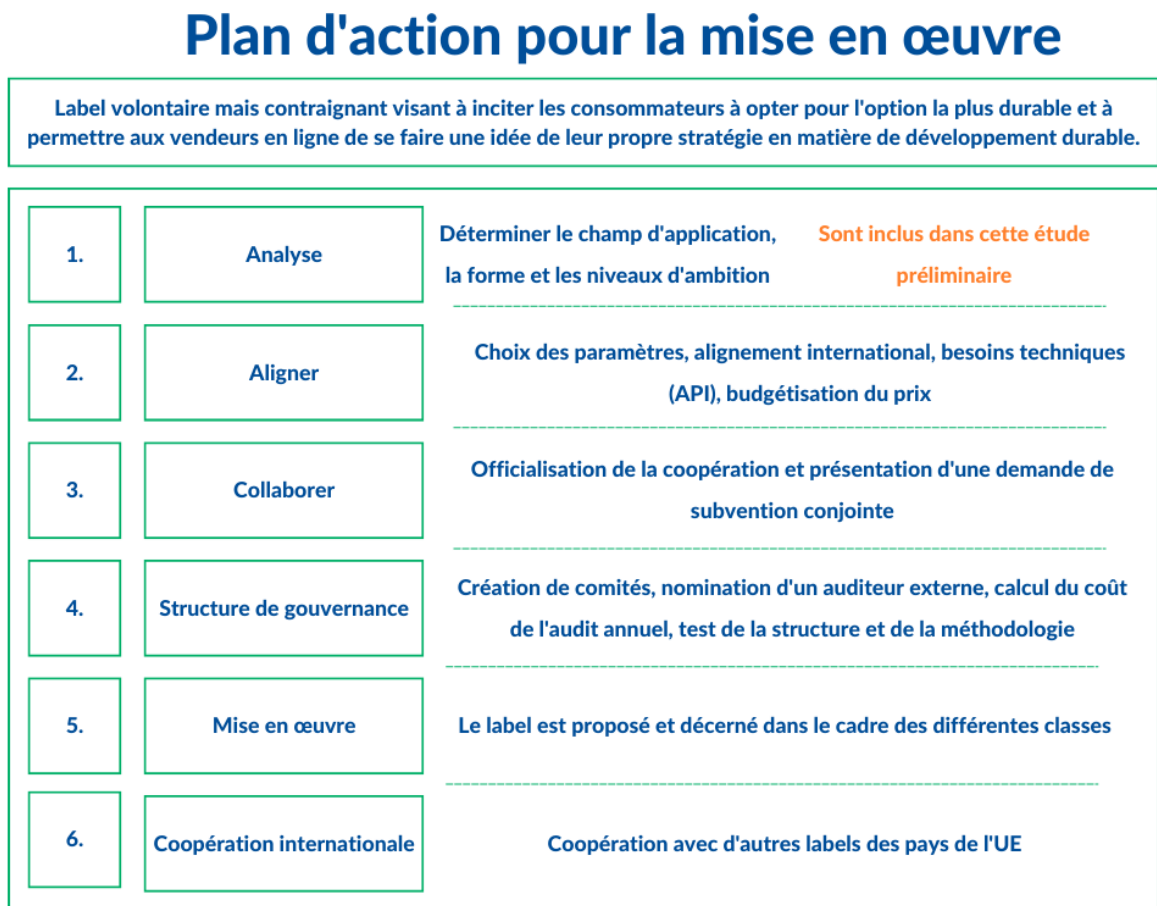 Plan d'action pour la mise en œuvre
Label volontaire mais contraignant visant à inciter les consommateurs à opter pour l'option la plus durable et à
permettre aux vendeurs en ligne de se faire une idée de leur propre stratégie en matière de développement durable.
1.
Analyse
Déterminer le champ d'application,
la forme et les niveaux d'ambition
Sont inclus dans cette étude
préliminaire
2.
Aligner
Choix des paramètres, alignement international, besoins techniques
(API), budgétisation du prix
3.
Collaborer
Officialisation de la coopération et présentation d'une demande de
subvention conjointe
4.
Structure de gouvernance
Création de comités, nomination d'un auditeur externe, calcul du coût
de l'audit annuel, test de la structure et de la méthodologie
5.
Mise en œuvre
Le label est proposé et décerné dans le cadre des différentes classes
6.
Coopération internationale
Coopération avec d'autres labels des pays de l'UE